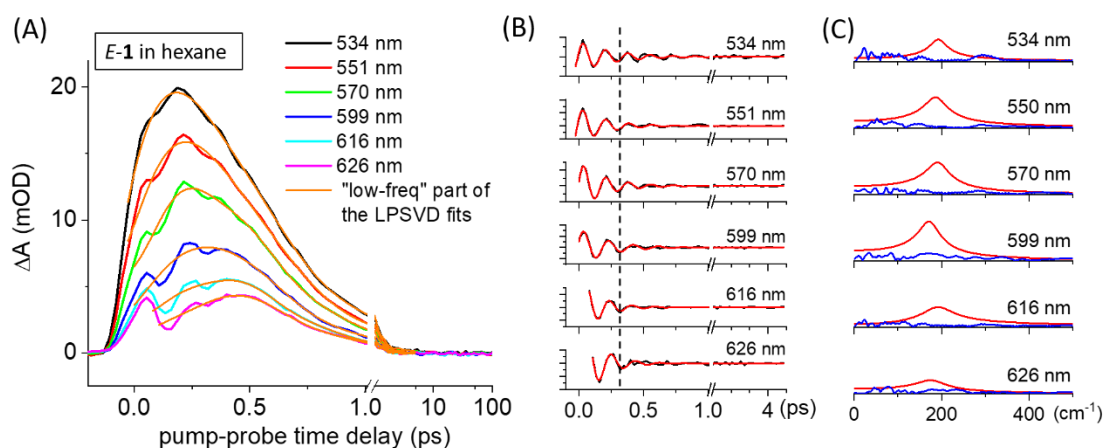 (A)
E-1 in hexane
534 nm
551 nm
570 nm
599 nm
616 nm
626 nm
"low-freq" part of
the LPSVD fits
ΔA (mOD)
20
10
0
0.0
0.5
1.0
10
100
pump-probe time delay (ps)
(B)
534 nm
551 nm
570 nm
599 nm
616 nm
626 nm
0.0
0.5
1.0
4
(ps)
(C)
534 nm
550 nm
570 nm
599 nm
616 nm
626 nm
0
200
400
(cm-1)